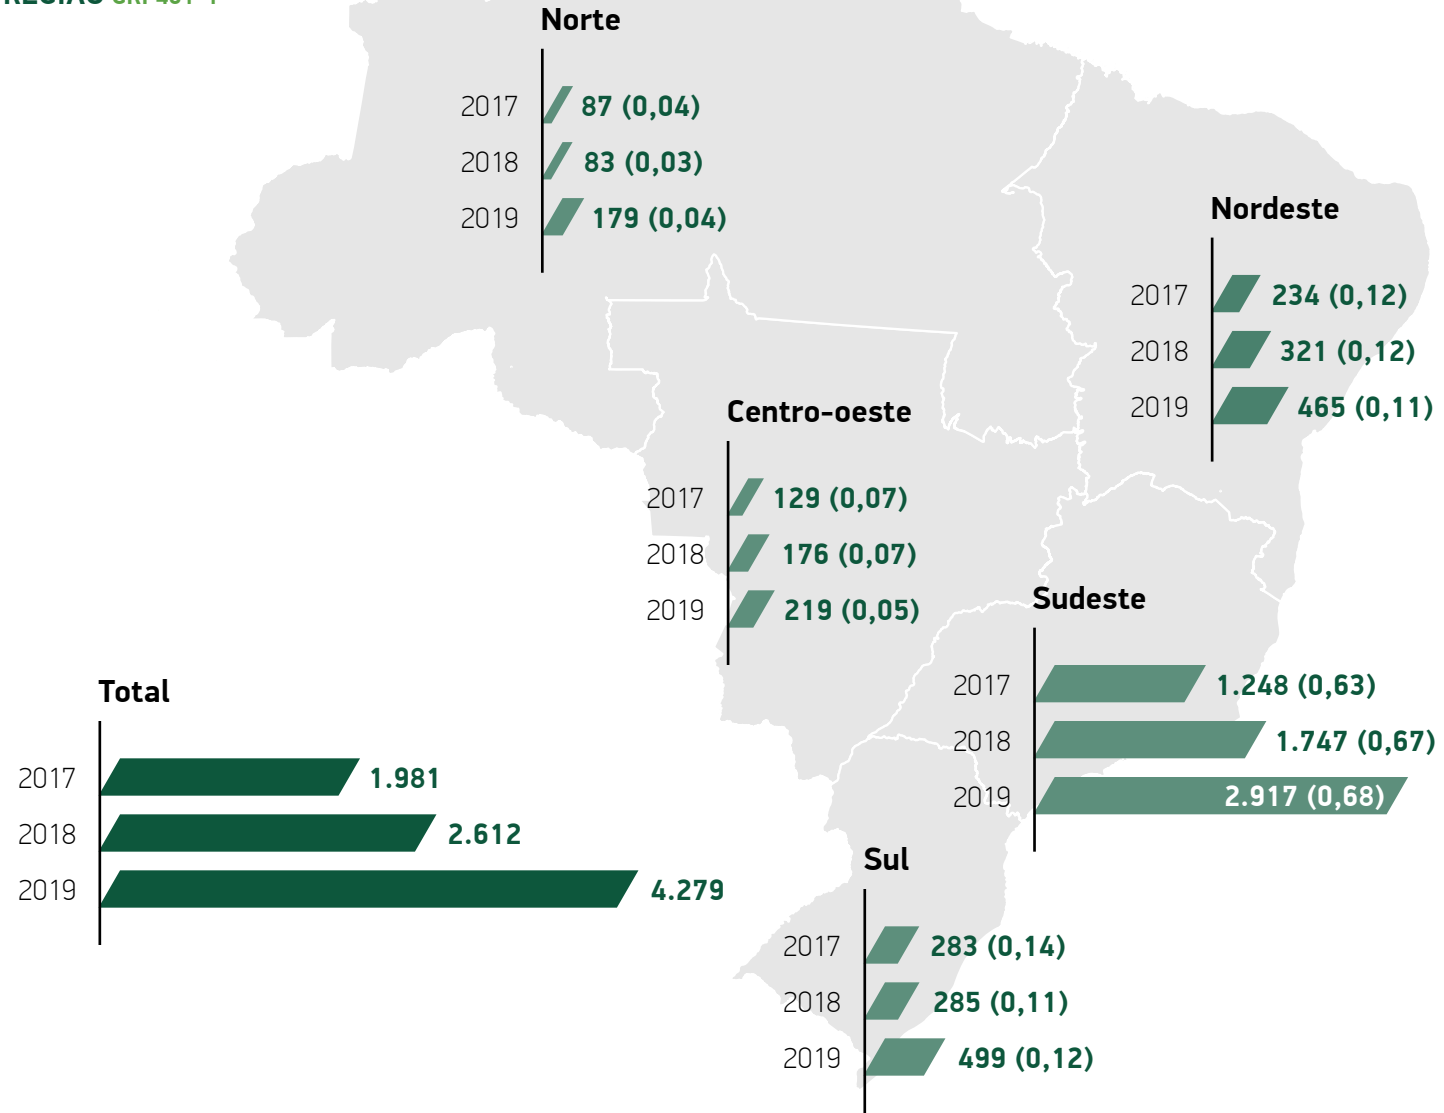 Norte
2017 87 (0,04)
2018 83 (0,03)
2019 179 (0,04)
Nordeste
2017 234 (0,12)
2018 321 (0,12)
2019 465 (0,11)
Centro-oeste
2017 129 (0,07)
2018 176 (0,07)
2019 219 (0,05)
Sudeste
2017 1.248 (0,63)
2018 1.747 (0,67)
2019 2.917 (0,68)
Total
2017 1.981
2018 2.612
2019 4.279
Sul
2017 283 (0,14)
2018 285 (0,11)
2019 499 (0,12)